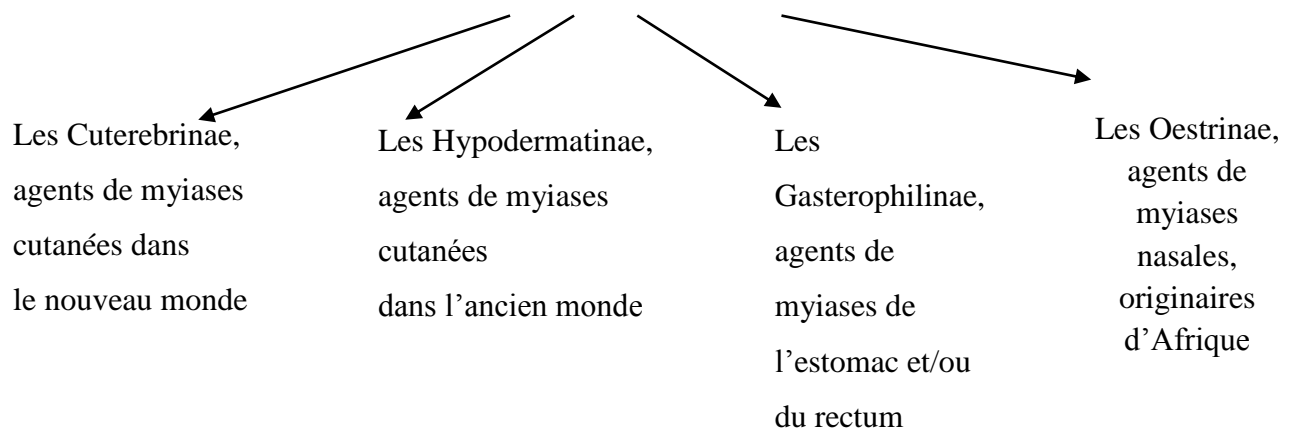 Les Cuterebrinae,
agents de myiases
cutanées dans
le nouveau monde
Les Hypodermatinae,
agents de myiases
cutanées
dans l’ancien monde
Les
Gasterophilinae,
agents de
myiases de
l’estomac et/ou
du rectum
Les Oestrinae,
agents de
myiases
nasales,
originaires
d’Afrique